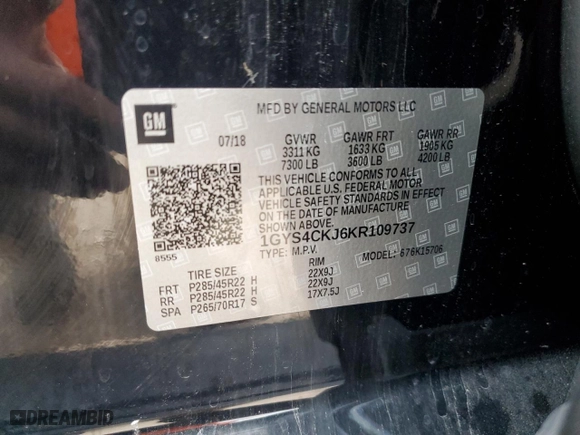 GM
MFD BY GENERAL MOTORS LLC
07/18 GVWR GAWR FRT GAWR RR
3311 KG 1633 KG 1905 KG
7300 LB 3600 LB 4200 LB
THIS VEHICLE CONFORMS TO ALL
APPLICABLE U.S. FEDERAL MOTOR
VEHICLE SAFETY STANDARDS IN EFFECT
ON THE DATE OF MANUFACTURE
SHOWN ABOVE.
1GYS4CKJ6KR109737
8555 TYPE: M.P.V. MODEL: 676K15706
TIRE SIZE RIM
FRT P285/45R22 H 22X9J
RR P285/45R22 H 22X9J
SPA P265/70R17 S 17X7.5J
DREAMBID